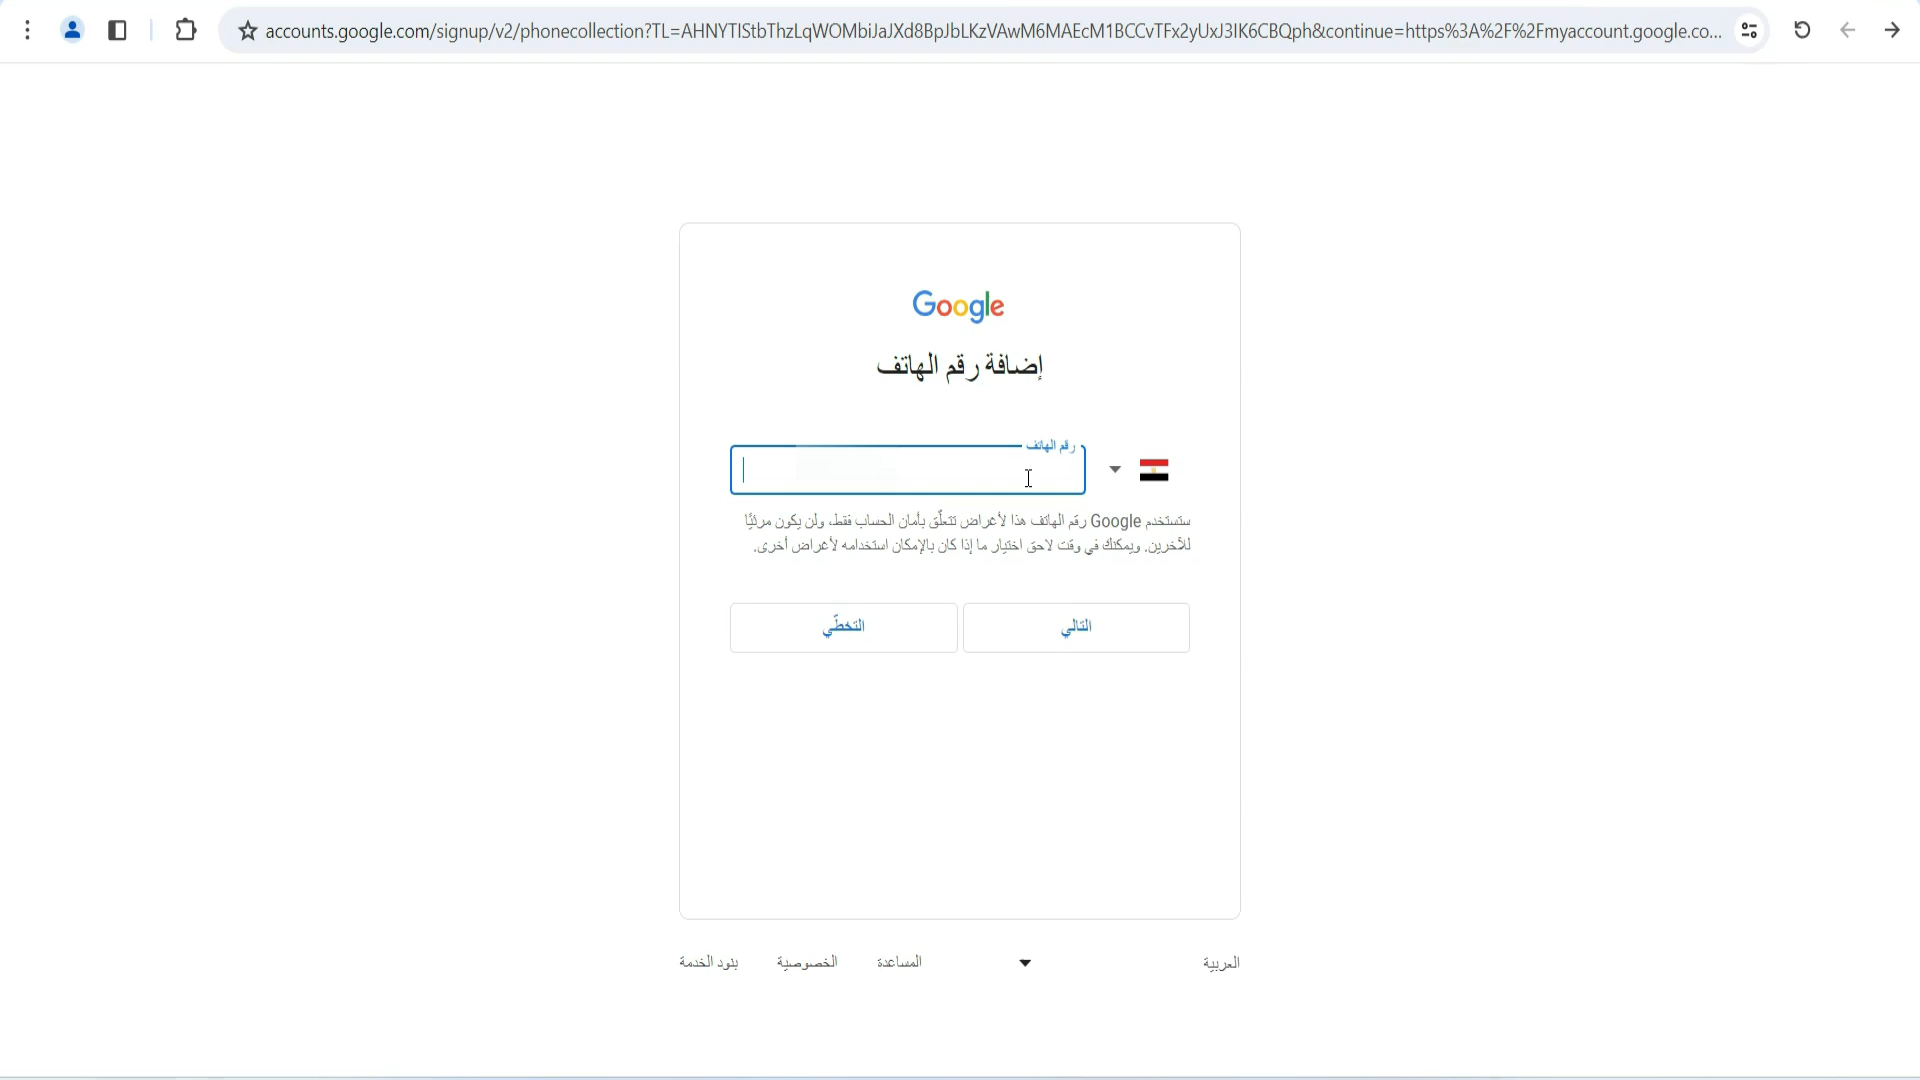 accounts.google.com/signup/v2/phonecollection?TL=AHNYTIStbThzLqWOMbiJaJXd8BpJbLKzVAwM6MAEcM1BCCvTFx2yUxJ3IK6CBQph&continue=https%3A%2F%2Fmyaccount.google.co...
Google
إضافة رقم الهاتف
رقم الهاتف
ستستخدم Google رقم الهاتف هذا لأغراض تتعلّق بأمان الحساب فقط، ولن يكون مرئيًا
للآخرين. ويمكنك في وقت لاحق اختيار ما إذا كان بالإمكان استخدامه لأغراض أخرى.
التالي
التخطّي
العربية
المساعدة
الخصوصية
بنود الخدمة